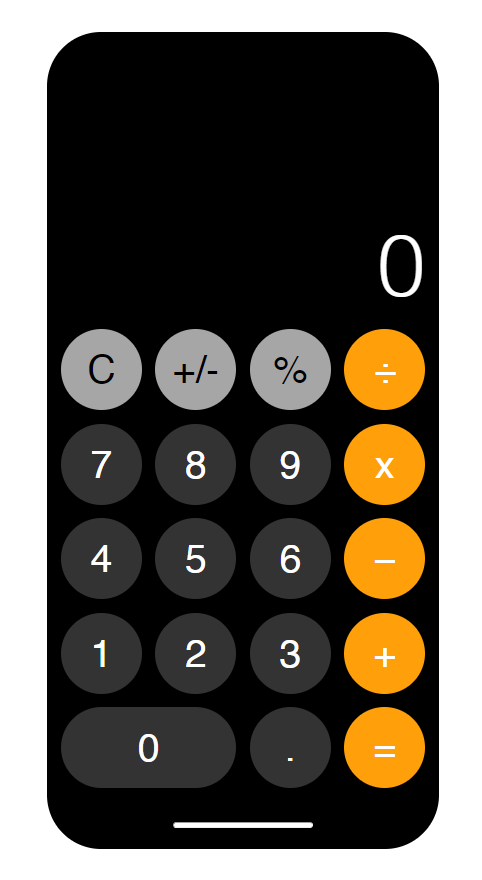 0
C +/- % ÷
7 8 9 x
4 5 6 −
1 2 3 +
0 . =